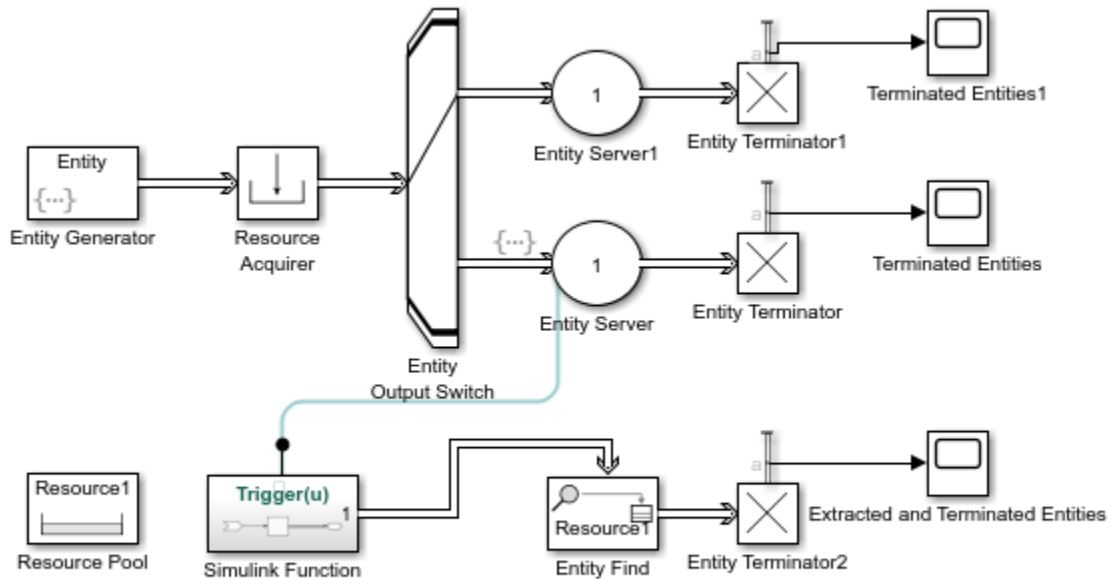 1
Terminated Entities1
a
Entity Server1
Entity Terminator1
Entity
{...}
Entity Generator
Resource
Acquirer
{...}
1
a
Terminated Entities
Entity Server
Entity Terminator
Entity
Output Switch
Resource1
Resource Pool
Trigger(u)
1
Simulink Function
Resource1
Entity Find
a
Entity Terminator2
Extracted and Terminated Entities